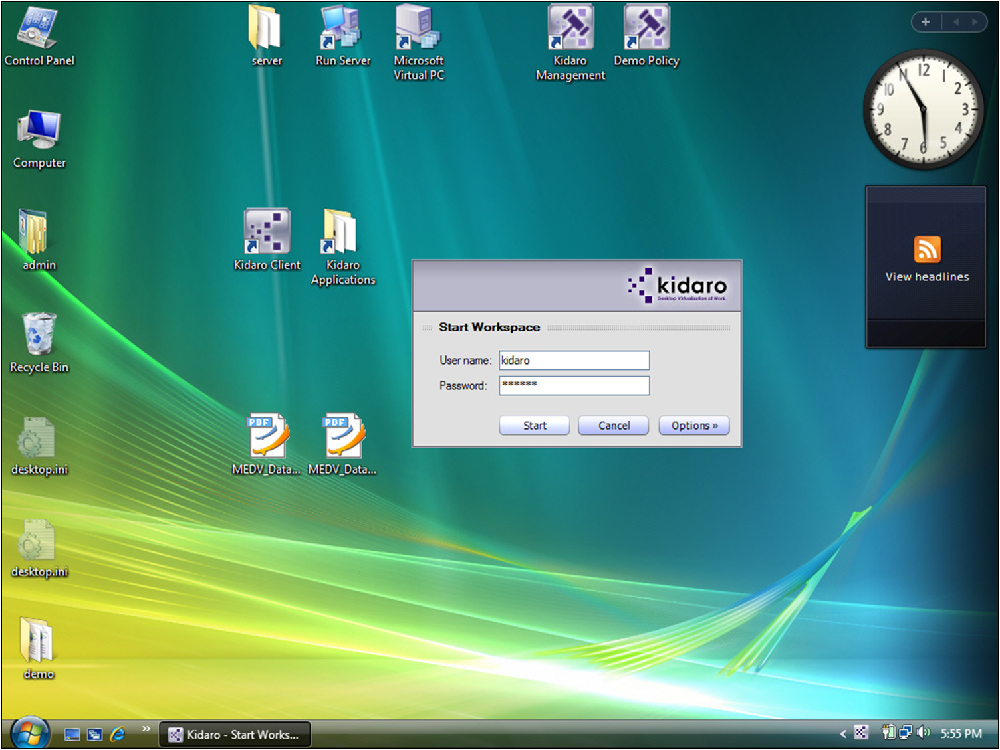 Control Panel
server
Run Server
Microsoft
Virtual PC
Kidaro
Management
Demo Policy
12
1
2
3
4
5
6
7
8
9
10
Computer
View headlines
admin
Kidaro Client
Kidaro
Applications
kidaro
Desktop Virtualization at Work.
Start Workspace
User name: kidaro
Password: ******
Start Cancel Options »
Recycle Bin
PDF
PDF
desktop.ini
MEDV_Data...
MEDV_Data...
desktop.ini
demo
Kidaro - Start Works...
5:55 PM